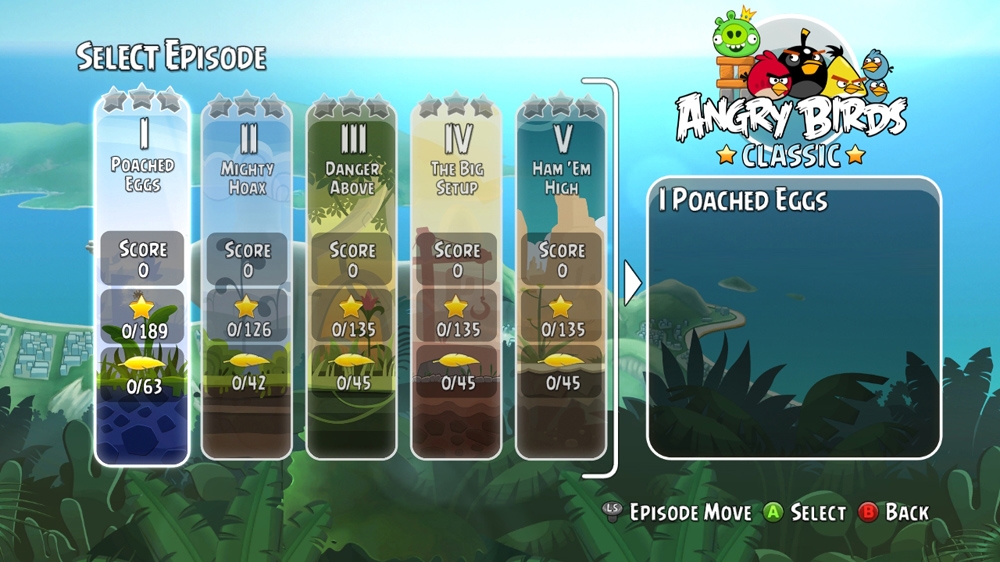 SELECT EPISODE
I
POACHED
EGGS
SCORE
0
0/189
0/63
II
MIGHTY
HOAX
SCORE
0
0/126
0/42
III
DANGER
ABOVE
SCORE
0
0/135
0/45
IV
THE BIG
SETUP
SCORE
0
0/135
0/45
V
HAM 'EM
HIGH
SCORE
0
0/135
0/45
ANGRY BIRDS
CLASSIC
I POACHED EGGS
LS EPISODE MOVE A SELECT B BACK